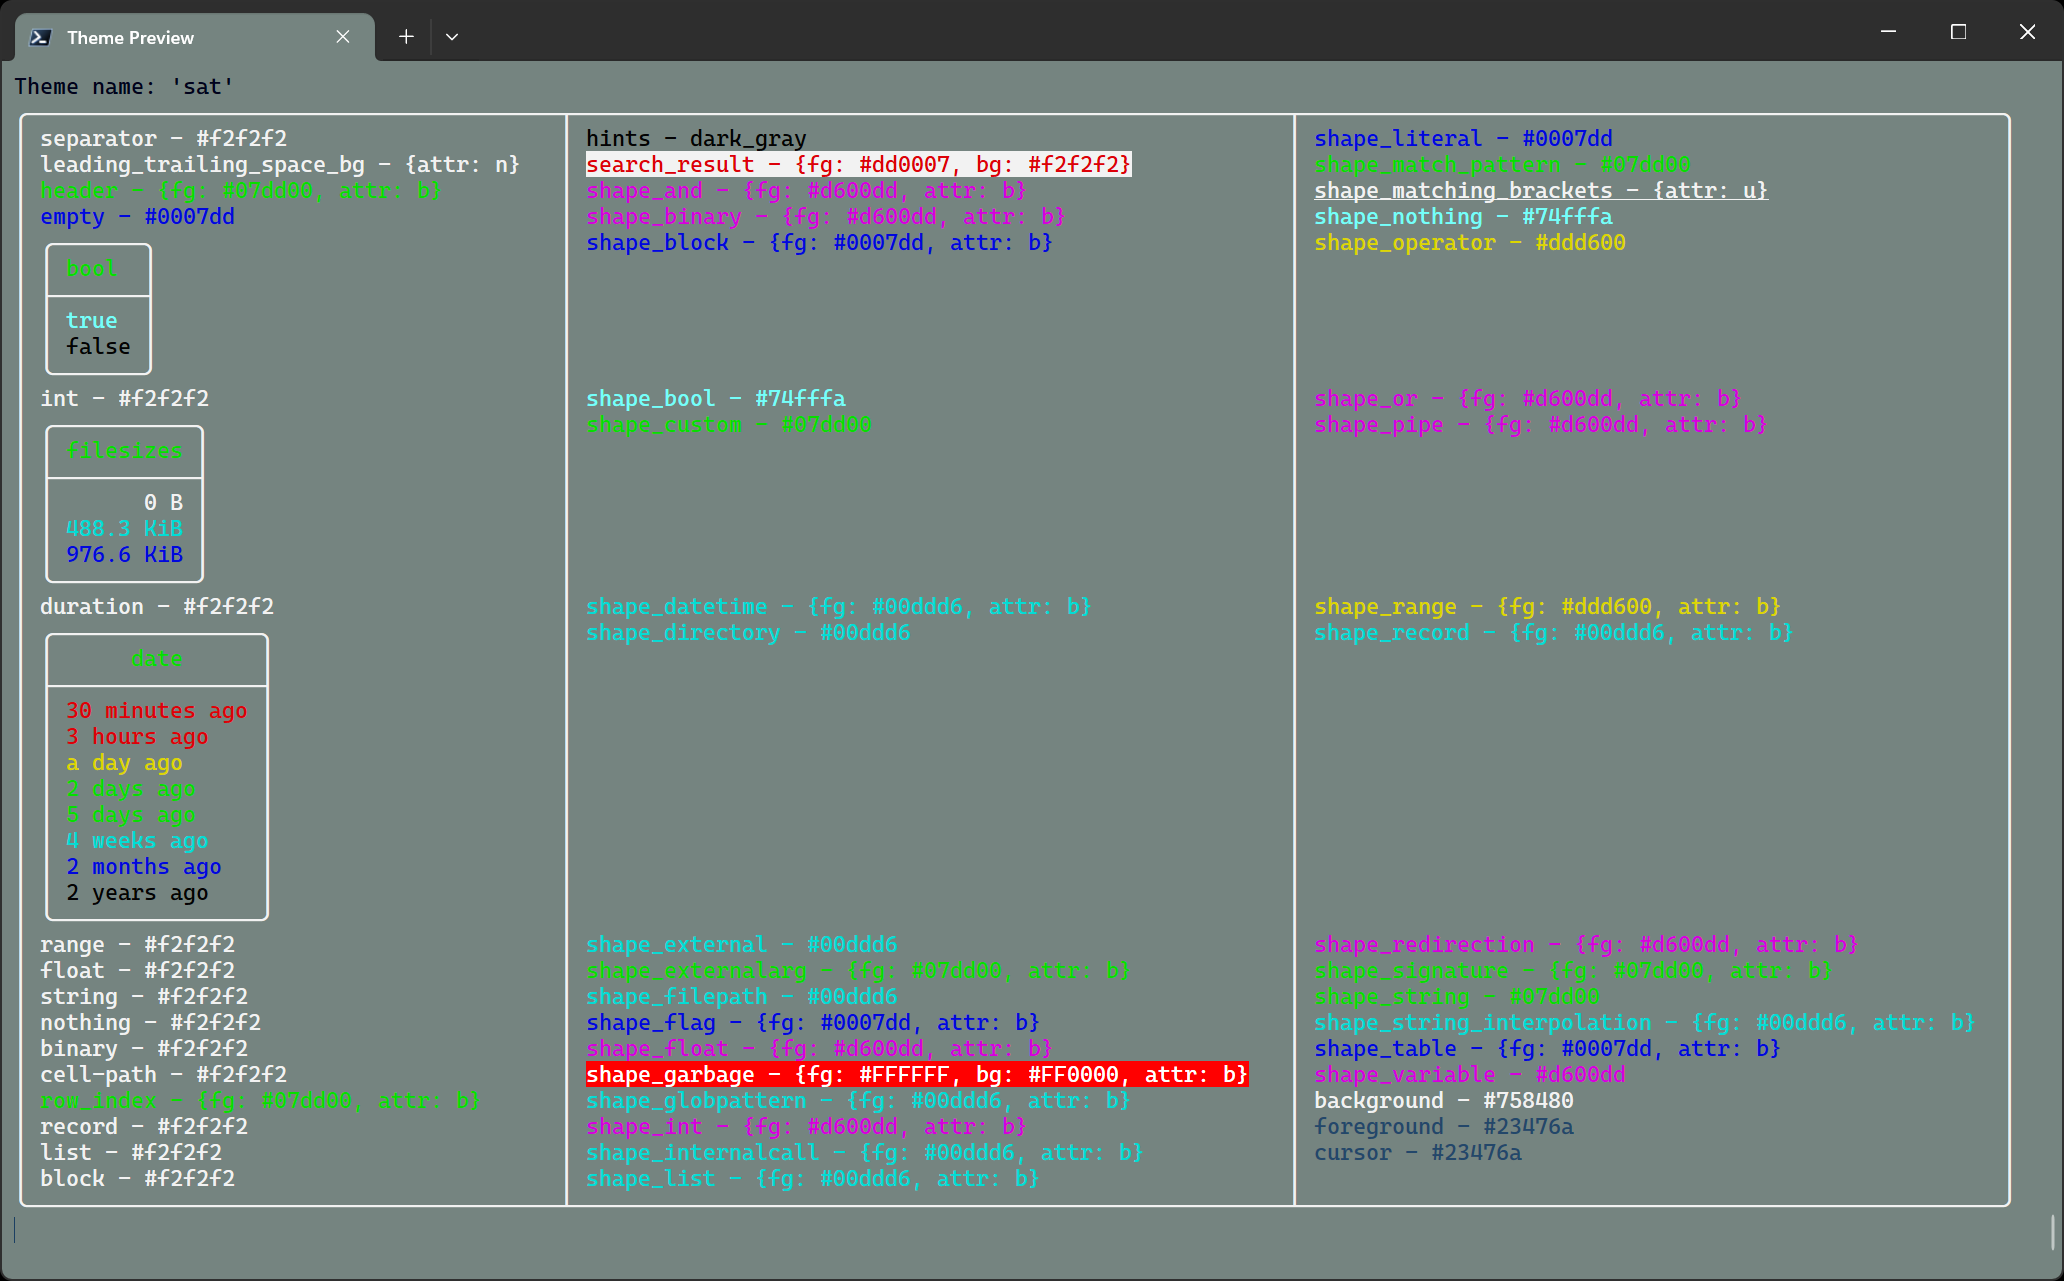 Theme Preview
Theme name: 'sat'
separator - #f2f2f2
leading_trailing_space_bg - {attr: n}
header - {fg: #07dd00, attr: b}
empty - #0007dd
bool
true
false
int - #f2f2f2
filesizes
0 B
488.3 KiB
976.6 KiB
duration - #f2f2f2
date
30 minutes ago
3 hours ago
a day ago
2 days ago
5 days ago
4 weeks ago
2 months ago
2 years ago
range - #f2f2f2
float - #f2f2f2
string - #f2f2f2
nothing - #f2f2f2
binary - #f2f2f2
cell-path - #f2f2f2
row_index - {fg: #07dd00, attr: b}
record - #f2f2f2
list - #f2f2f2
block - #f2f2f2
hints - dark_gray
search_result - {fg: #dd0007, bg: #f2f2f2}
shape_and - {fg: #d600dd, attr: b}
shape_binary - {fg: #d600dd, attr: b}
shape_block - {fg: #0007dd, attr: b}
shape_bool - #74fffa
shape_custom - #07dd00
shape_datetime - {fg: #00ddd6, attr: b}
shape_directory - #00ddd6
shape_external - #00ddd6
shape_externalarg - {fg: #07dd00, attr: b}
shape_filepath - #00ddd6
shape_flag - {fg: #0007dd, attr: b}
shape_float - {fg: #d600dd, attr: b}
shape_garbage - {fg: #FFFFFF, bg: #FF0000, attr: b}
shape_globpattern - {fg: #00ddd6, attr: b}
shape_int - {fg: #d600dd, attr: b}
shape_internalcall - {fg: #00ddd6, attr: b}
shape_list - {fg: #00ddd6, attr: b}
shape_literal - #0007dd
shape_match_pattern - #07dd00
shape_matching_brackets - {attr: u}
shape_nothing - #74fffa
shape_operator - #ddd600
shape_or - {fg: #d600dd, attr: b}
shape_pipe - {fg: #d600dd, attr: b}
shape_range - {fg: #ddd600, attr: b}
shape_record - {fg: #00ddd6, attr: b}
shape_redirection - {fg: #d600dd, attr: b}
shape_signature - {fg: #07dd00, attr: b}
shape_string - #07dd00
shape_string_interpolation - {fg: #00ddd6, attr: b}
shape_table - {fg: #0007dd, attr: b}
shape_variable - #d600dd
background - #758480
foreground - #23476a
cursor - #23476a